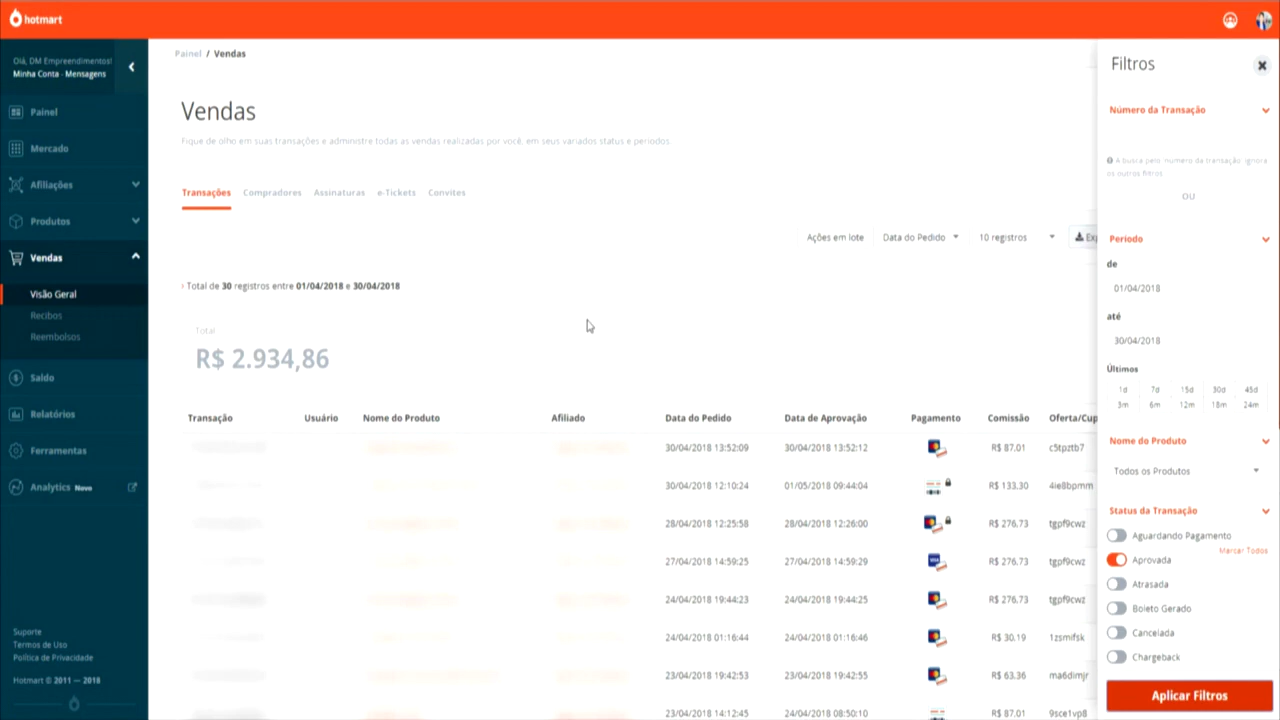 hotmart
Olá, DM Empreendimentos!
Minha Conta - Mensagens
Painel
Mercado
Afiliações
Produtos
Vendas
Visão Geral
Recibos
Reembolsos
Saldo
Relatórios
Ferramentas
Analytics Novo
Suporte
Termos de Uso
Política de Privacidade
Hotmart © 2011 — 2018
Painel / Vendas
Vendas
Fique de olho em suas transações e administre todas as vendas realizadas por você, em seus variados status e períodos.
Transações Compradores Assinaturas e-Tickets Convites
Ações em lote Data do Pedido 10 registros Exp
› Total de 30 registros entre 01/04/2018 e 30/04/2018
Total
R$ 2.934,86
Transação Usuário Nome do Produto Afiliado Data do Pedido Data de Aprovação Pagamento Comissão Oferta/Cup
30/04/2018 13:52:09 30/04/2018 13:52:12 R$ 87.01 c5tpztb7
30/04/2018 12:10:24 01/05/2018 09:44:04 R$ 133.30 4ie8bpmm
28/04/2018 12:25:58 28/04/2018 12:26:00 R$ 276.73 tgpf9cwz
27/04/2018 14:59:25 27/04/2018 14:59:29 VISA R$ 276.73 tgpf9cwz
24/04/2018 19:44:23 24/04/2018 19:44:25 R$ 276.73 tgpf9cwz
24/04/2018 01:16:44 24/04/2018 01:16:46 R$ 30.19 1zsmifsk
23/04/2018 19:42:53 23/04/2018 19:42:55 R$ 63.36 ma6dimjr
23/04/2018 14:12:45 24/04/2018 08:50:10 R$ 87.01 9sce1vp8
Filtros
Número da Transação
A busca pelo número da transação ignora
os outros filtros
OU
Período
de
01/04/2018
até
30/04/2018
Últimos
1d 7d 15d 30d 45d
3m 6m 12m 18m 24m
Nome do Produto
Todos os Produtos
Status da Transação
Aguardando Pagamento
Marcar Todos
Aprovada
Atrasada
Boleto Gerado
Cancelada
Chargeback
Aplicar Filtros